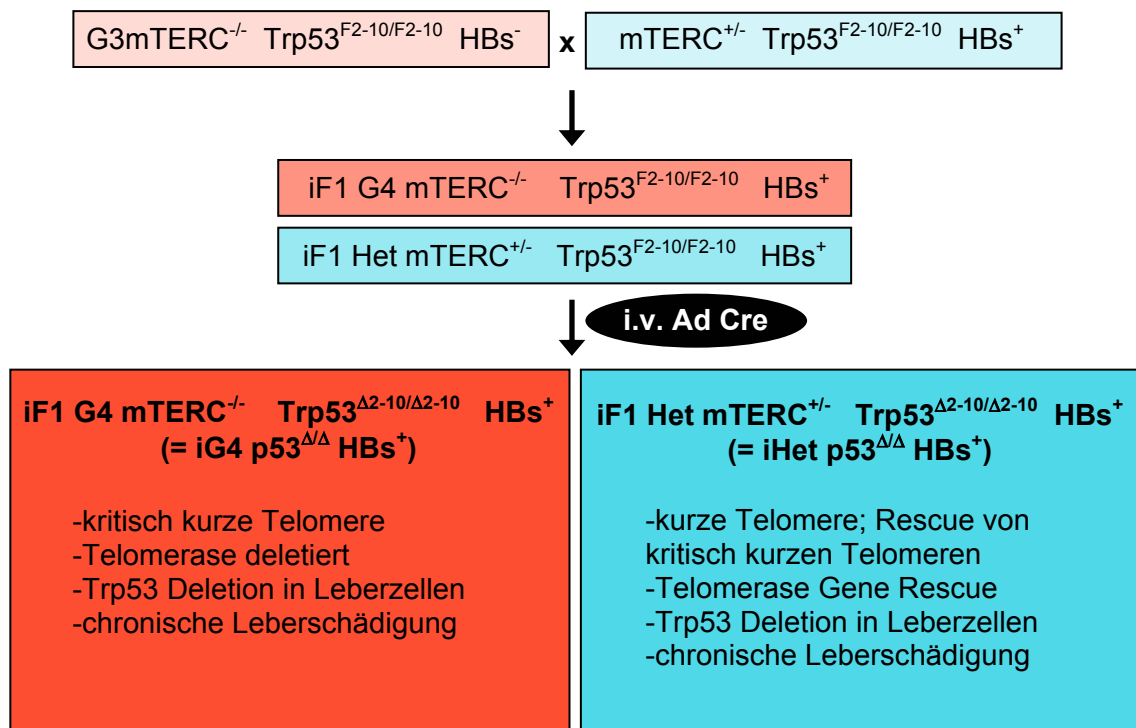 G3mTERC⁻/⁻ Trp53F2-10/F2-10 HBs⁻ x mTERC⁺/⁻ Trp53F2-10/F2-10 HBs⁺
iF1 G4 mTERC⁻/⁻ Trp53F2-10/F2-10 HBs⁺
iF1 Het mTERC⁺/⁻ Trp53F2-10/F2-10 HBs⁺
i.v. Ad Cre
iF1 G4 mTERC⁻/⁻ Trp53Δ2-10/Δ2-10 HBs⁺
(= iG4 p53Δ/Δ HBs⁺)
-kritisch kurze Telomere
-Telomerase deletiert
-Trp53 Deletion in Leberzellen
-chronische Leberschädigung
iF1 Het mTERC⁺/⁻ Trp53Δ2-10/Δ2-10 HBs⁺
(= iHet p53Δ/Δ HBs⁺)
-kurze Telomere; Rescue von
kritisch kurzen Telomeren
-Telomerase Gene Rescue
-Trp53 Deletion in Leberzellen
-chronische Leberschädigung